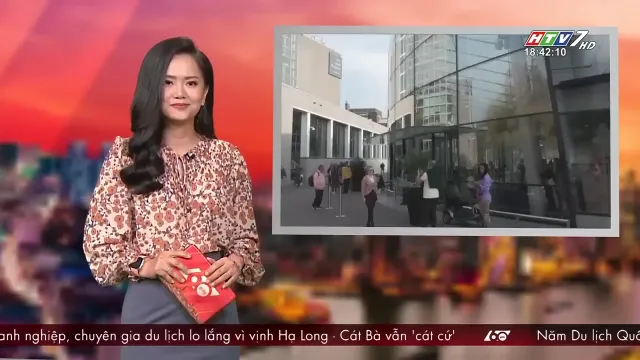 HTV7 HD
18:42:10
anh nghiệp, chuyên gia du lịch lo lắng vì vịnh Hạ Long - Cát Bà vẫn 'cát cứ' 60 Năm Du lịch Quố